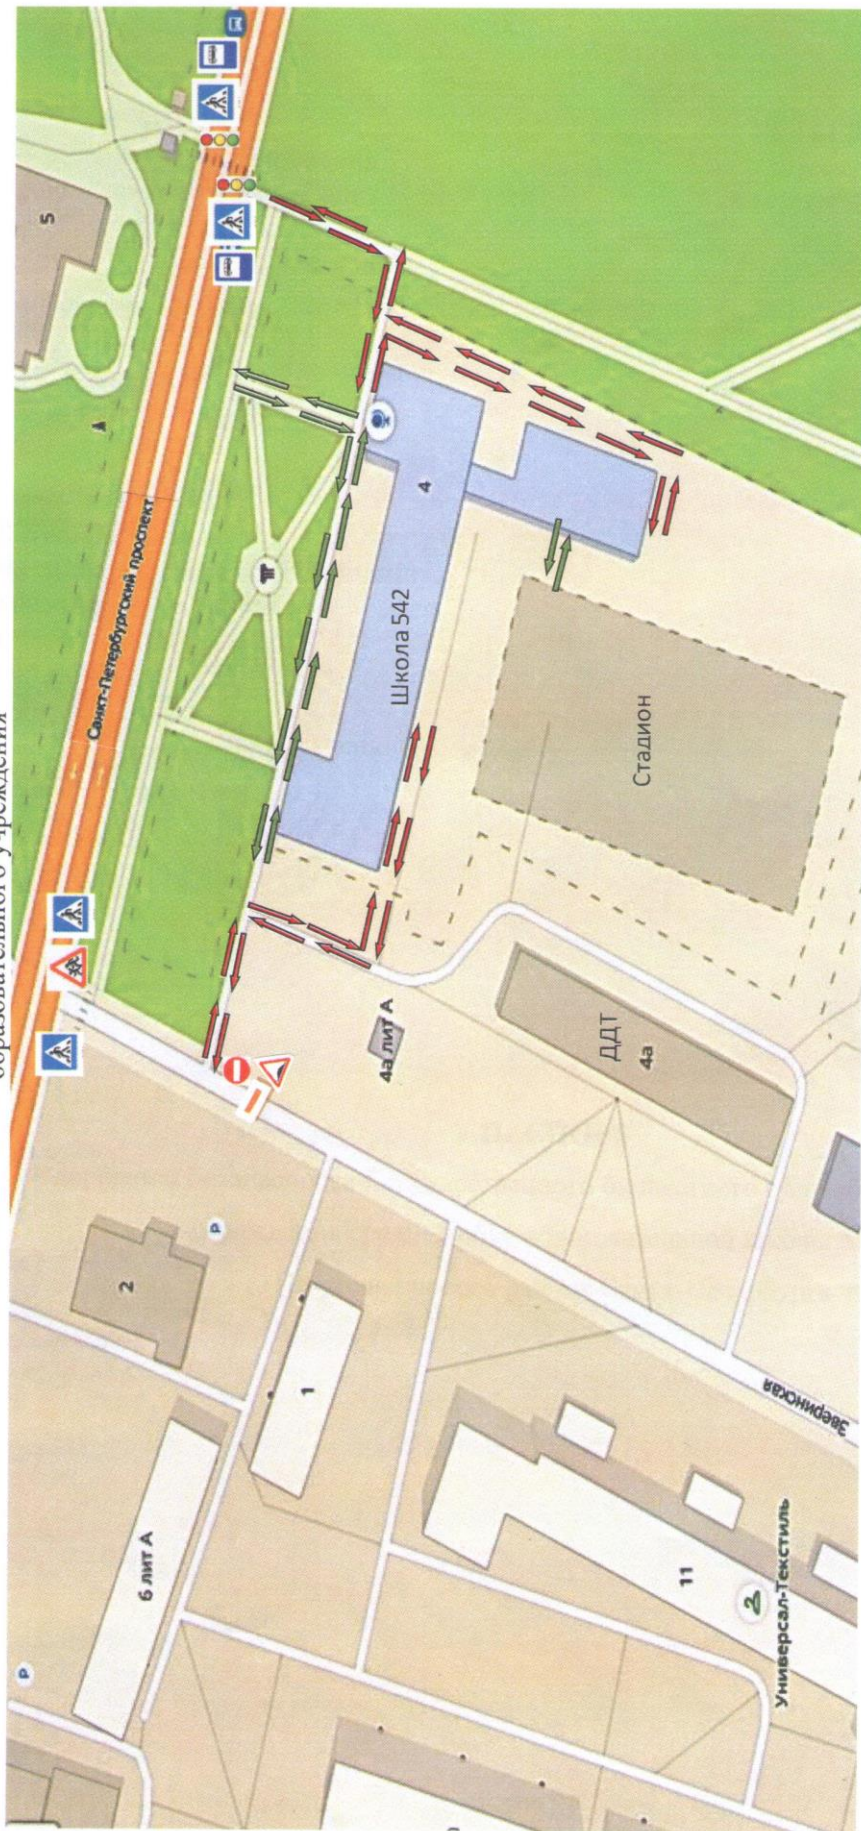 образовательного учреждения
5
Санкт-Петербургский проспект
4
Школа 542
Стадион
4а лит А
ДДТ
4а
2
P
1
6 лит А
P
Зверинская
11
Универсал-Текстиль